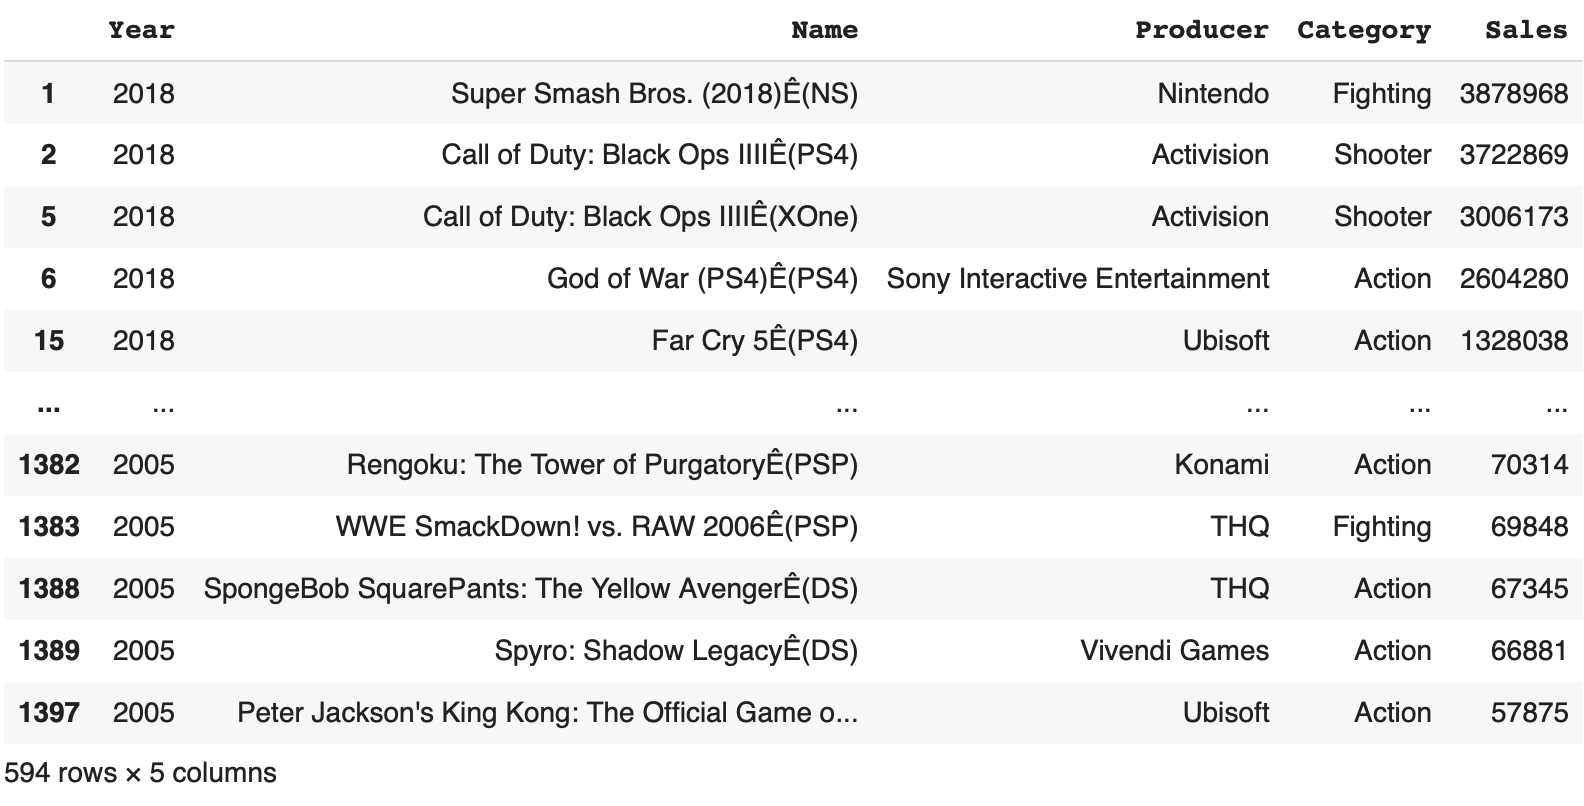 Year Name Producer Category Sales
1 2018 Super Smash Bros. (2018)Ê(NS) Nintendo Fighting 3878968
2 2018 Call of Duty: Black Ops IIIIÊ(PS4) Activision Shooter 3722869
5 2018 Call of Duty: Black Ops IIIIÊ(XOne) Activision Shooter 3006173
6 2018 God of War (PS4)Ê(PS4) Sony Interactive Entertainment Action 2604280
15 2018 Far Cry 5Ê(PS4) Ubisoft Action 1328038
... ... ... ... ... ...
1382 2005 Rengoku: The Tower of PurgatoryÊ(PSP) Konami Action 70314
1383 2005 WWE SmackDown! vs. RAW 2006Ê(PSP) THQ Fighting 69848
1388 2005 SpongeBob SquarePants: The Yellow AvengerÊ(DS) THQ Action 67345
1389 2005 Spyro: Shadow LegacyÊ(DS) Vivendi Games Action 66881
1397 2005 Peter Jackson's King Kong: The Official Game o... Ubisoft Action 57875
594 rows × 5 columns